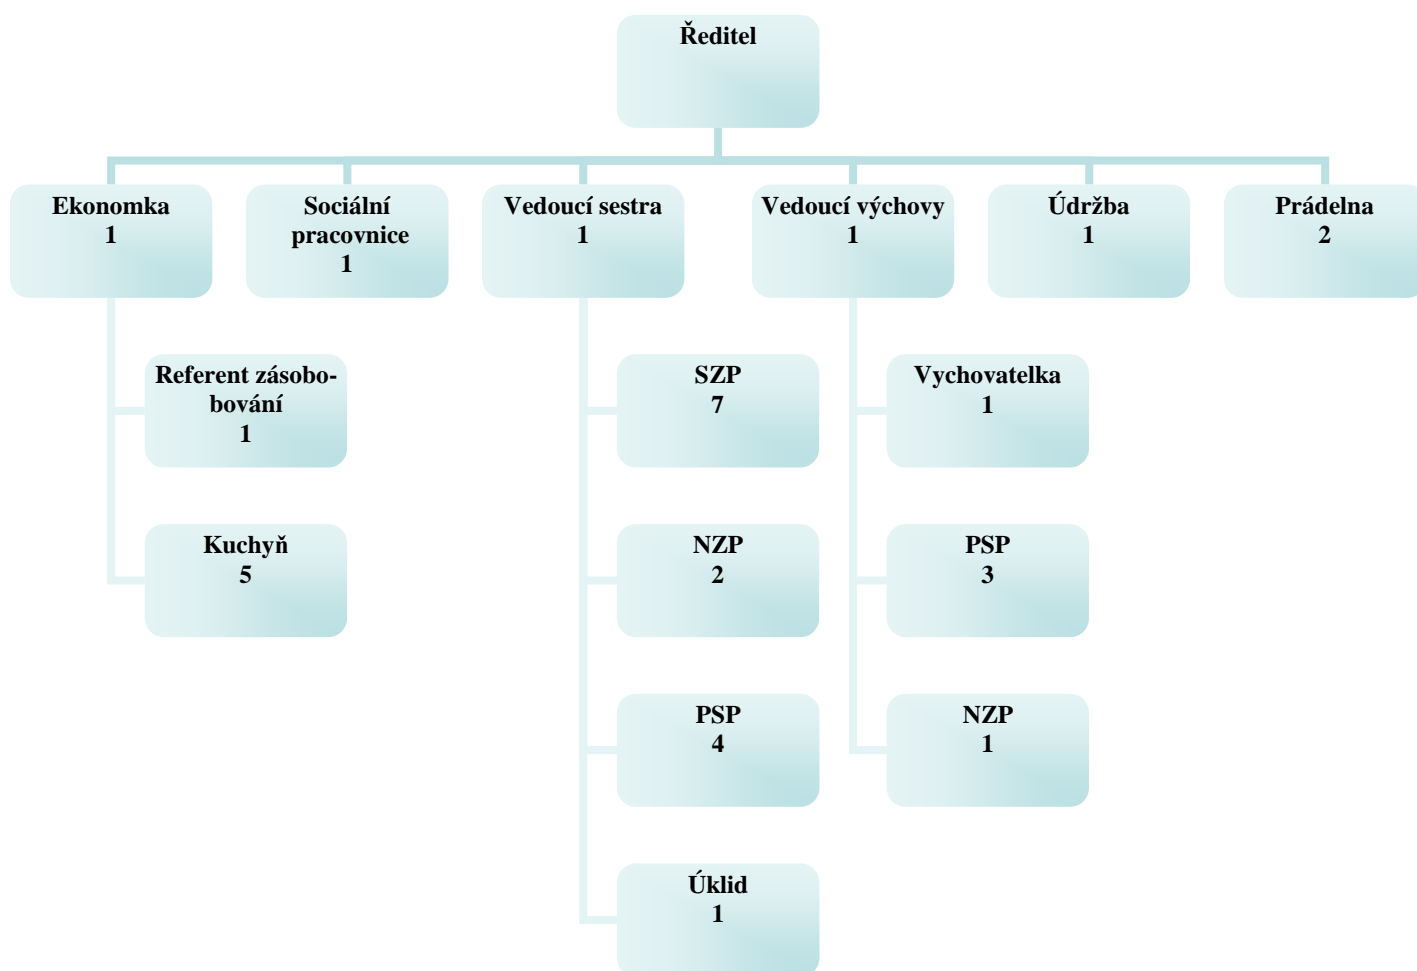 Ředitel
Ekonomka
1
Sociální
pracovnice
1
Vedoucí sestra
1
Vedoucí výchovy
1
Údržba
1
Prádelna
2
Referent zásobo-
bování
1
Kuchyň
5
SZP
7
NZP
2
PSP
4
Úklid
1
Vychovatelka
1
PSP
3
NZP
1